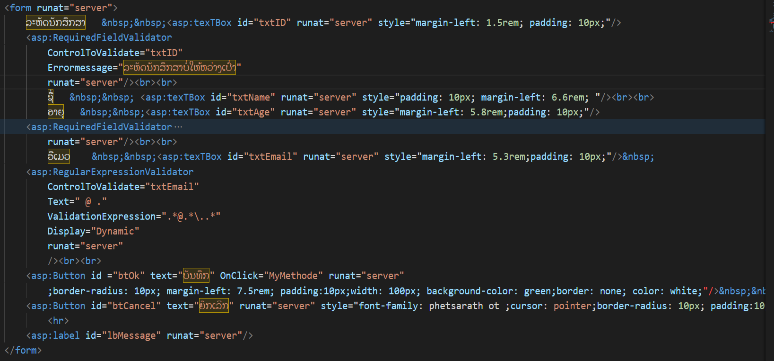 <form runat="server">
ລະຫັດນັກສຶກສາ &nbsp;&nbsp;<asp:texTBox id="txtID" runat="server" style="margin-left: 1.5rem; padding: 10px;"/>
<asp:RequiredFieldValidator
ControlToValidate="txtID"
Errormessage="ລະຫັດນັກສຶກສາບໍ່ໃຫ້ຫວ່າງເປົ່າ"
runat="server"/><br><br>
ຊື່ &nbsp;&nbsp; <asp:texTBox id="txtName" runat="server" style="padding: 10px; margin-left: 6.6rem; "/><br><br>
ອາຍຸ &nbsp;&nbsp;<asp:texTBox id="txtAge" runat="server" style="margin-left: 5.8rem;padding: 10px;"/>
<asp:RequiredFieldValidator ···
runat="server"/><br><br>
ອີເມວ &nbsp;&nbsp;<asp:texTBox id="txtEmail" runat="server" style="margin-left: 5.3rem;padding: 10px;"/>&nbsp;
<asp:RegularExpressionValidator
ControlToValidate="txtEmail"
Text=" @ ."
ValidationExpression=".*@.*\..*"
Display="Dynamic"
runat="server"
/><br><br>
<asp:Button id ="btOk" text="ບັນທຶກ" OnClick="MyMethode" runat="server"
;border-radius: 10px; margin-left: 7.5rem; padding:10px;width: 100px; background-color: green;border: none; color: white;"/>&nbsp;&n
<asp:Button id="btCancel" text="ຍົກເລີກ" runat="server" style="font-family: phetsarath ot ;cursor: pointer;border-radius: 10px; padding:10
<hr>
<asp:label id="lbMessage" runat="server"/>
</form>